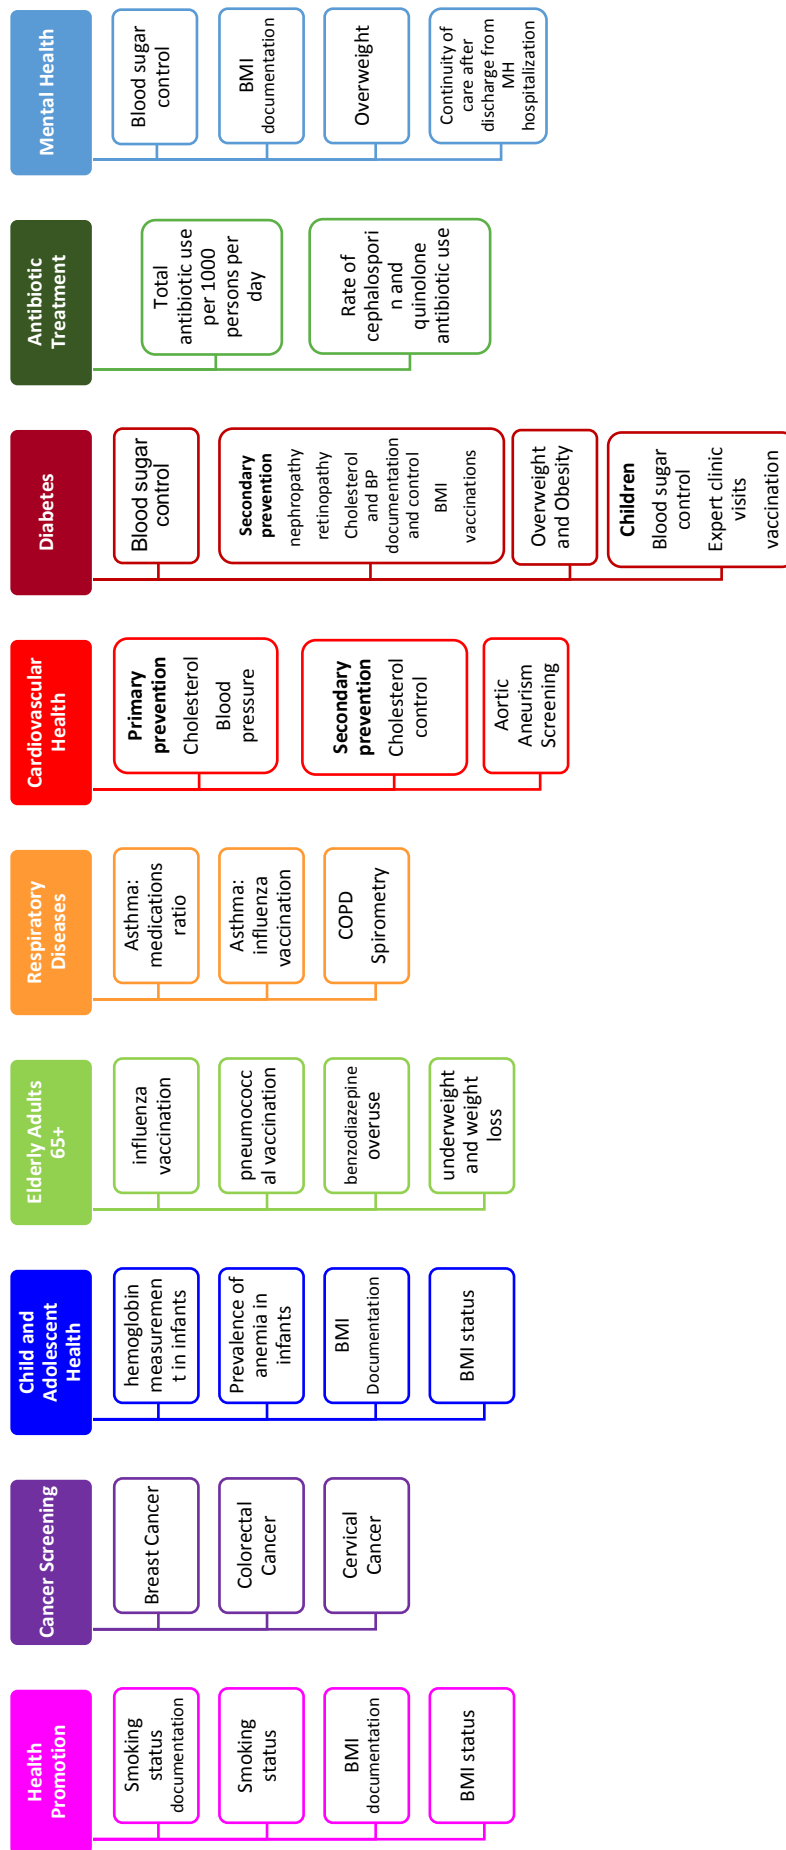 Health
Promotion
Smoking
status
documentation
Smoking
status
BMI
documentation
BMI status
Cancer Screening
Breast Cancer
Colorectal
Cancer
Cervical
Cancer
Child and
Adolescent
Health
hemoglobin
measuremen
t in infants
Prevalence of
anemia in
infants
BMI
Documentation
BMI status
Elderly Adults
65+
influenza
vaccination
pneumococc
al vaccination
benzodiazepine
overuse
underweight
and weight
loss
Respiratory
Diseases
Asthma:
medications
ratio
Asthma:
influenza
vaccination
COPD
Spirometry
Cardiovascular
Health
Primary
prevention
Cholesterol
Blood
pressure
Secondary
prevention
Cholesterol
control
Aortic
Aneurism
Screening
Diabetes
Blood sugar
control
Secondary
prevention
nephropathy
retinopathy
Cholesterol
and BP
documentation
and control
BMI
vaccinations
Overweight
and Obesity
Children
Blood sugar
control
Expert clinic
visits
vaccination
Antibiotic
Treatment
Total
antibiotic use
per 1000
persons per
day
Rate of
cephalospori
n and
quinolone
antibiotic use
Mental Health
Blood sugar
control
BMI
documentation
Overweight
Continuity of
care after
discharge from
MH
hospitalization